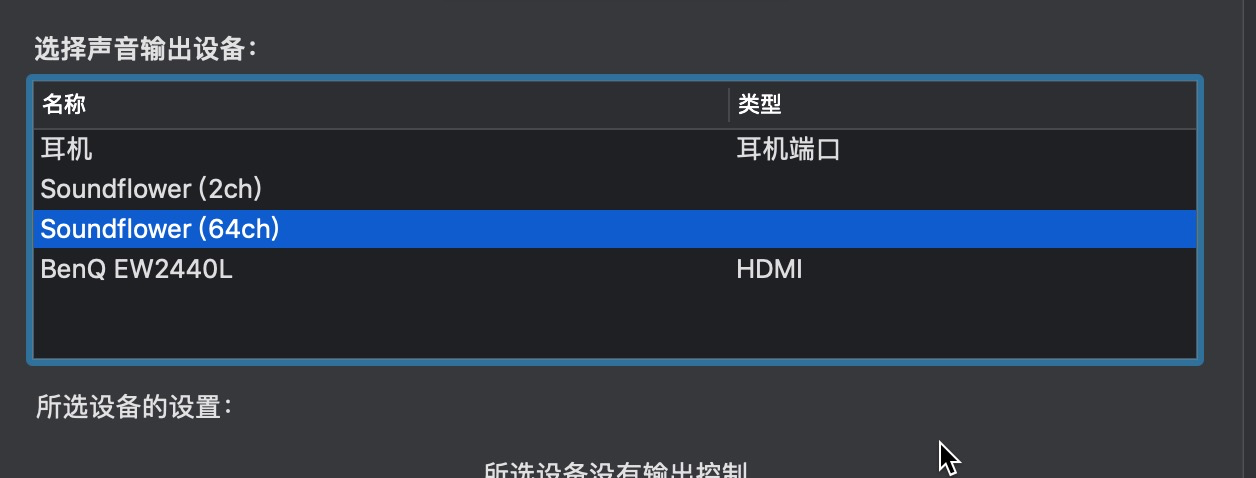 选择声音输出设备：
名称 类型
耳机 耳机端口
Soundflower (2ch)
Soundflower (64ch)
BenQ EW2440L HDMI
所选设备的设置：
所选设备没有输出控制